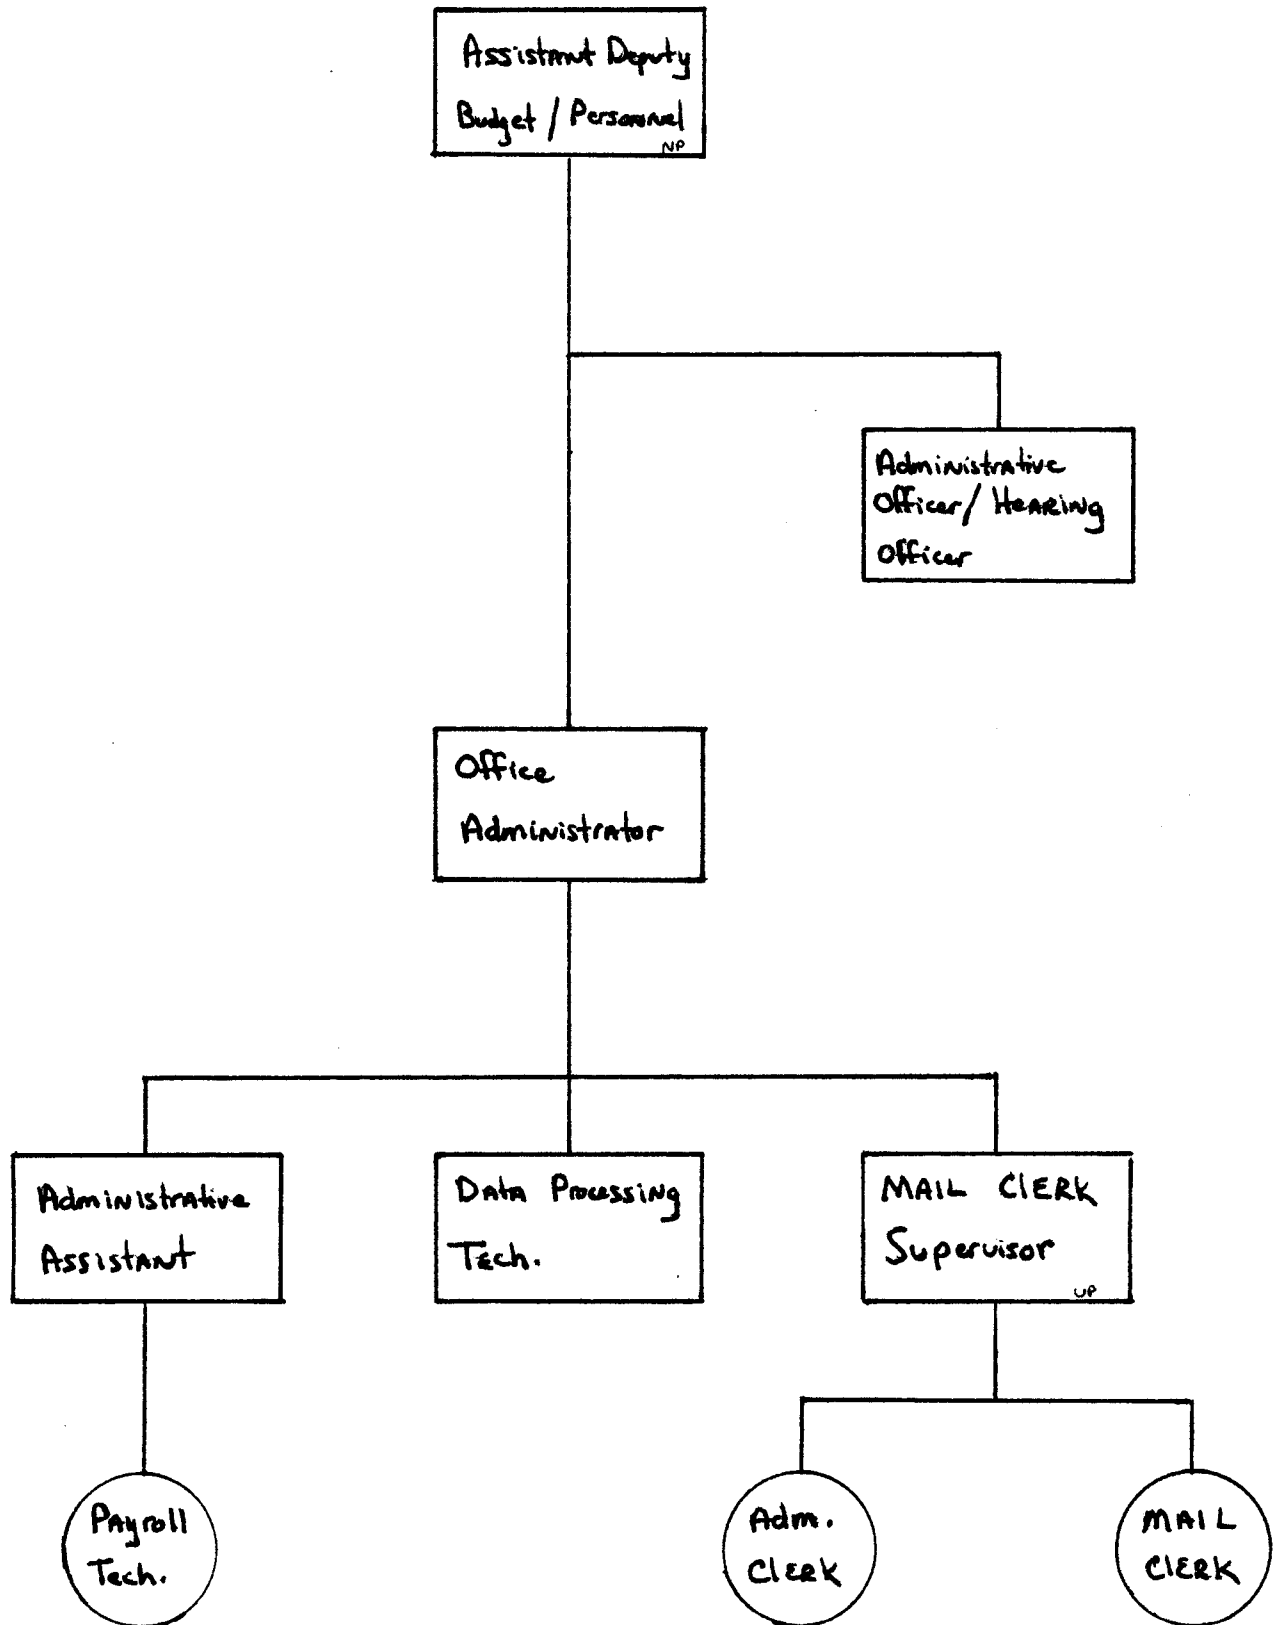 Assistant Deputy
Budget / Personnel
NP
Administrative
Officer/ Hearing
Officer
Office
Administrator
Administrative
Assistant
Data Processing
Tech.
MAIL CLERK
Supervisor
UP
Payroll
Tech.
Adm.
CLERK
MAIL
CLERK